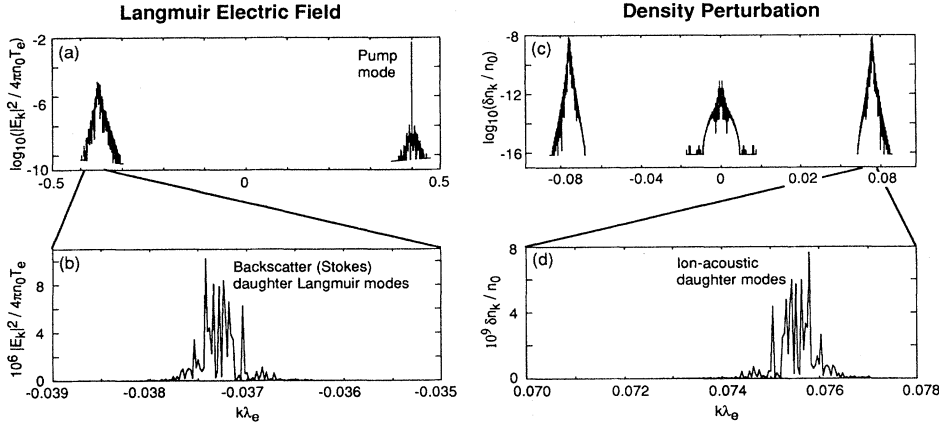 Langmuir Electric Field
Density Perturbation
(a)
Pump
mode
log10(|Ek|2 / 4πn0Te)
-2
-6
-10
-0.5
0
0.5
(c)
log10(δnk / n0)
-8
-12
-16
-0.08
-0.04
0
0.02
0.08
(b)
Backscatter (Stokes)
daughter Langmuir modes
10^6 |Ek|2 / 4πn0Te
8
4
0
-0.039
-0.037
-0.036
-0.035
kλe
(d)
Ion-acoustic
daughter modes
10^9 δnk / n0
8
4
0
0.070
0.072
0.074
0.076
0.078
kλe